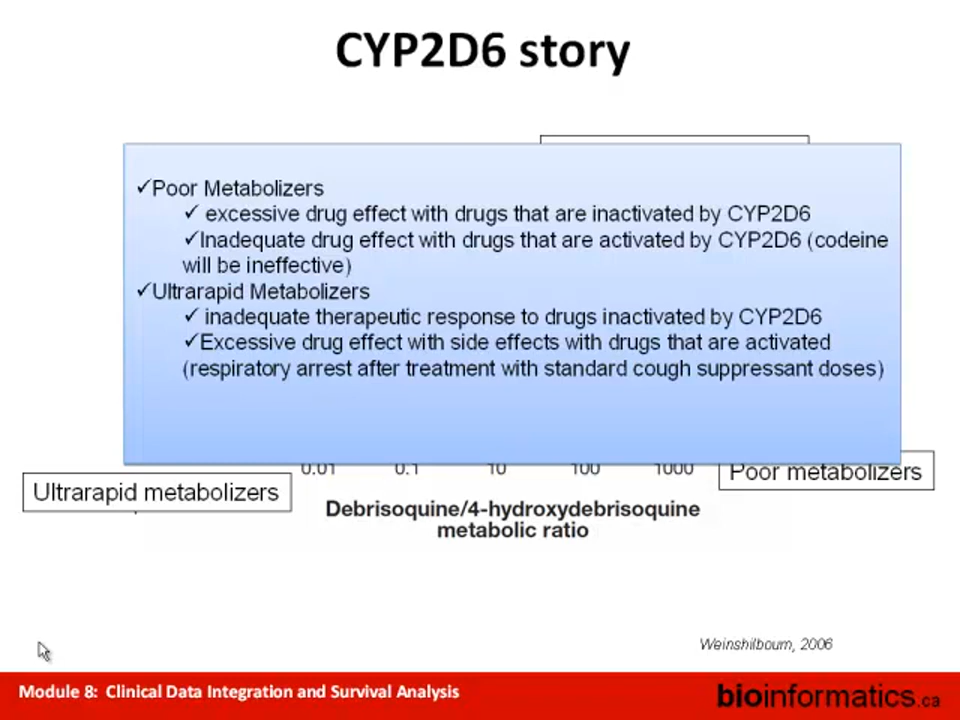 CYP2D6 story
✓Poor Metabolizers
✓ excessive drug effect with drugs that are inactivated by CYP2D6
✓Inadequate drug effect with drugs that are activated by CYP2D6 (codeine
will be ineffective)
✓Ultrarapid Metabolizers
✓ inadequate therapeutic response to drugs inactivated by CYP2D6
✓Excessive drug effect with side effects with drugs that are activated
(respiratory arrest after treatment with standard cough suppressant doses)
0.01 0.1 10 100 1000
Poor metabolizers
Ultrarapid metabolizers
Debrisoquine/4-hydroxydebrisoquine
metabolic ratio
Weinshilboum, 2006
Module 8: Clinical Data Integration and Survival Analysis
bioinformatics.ca